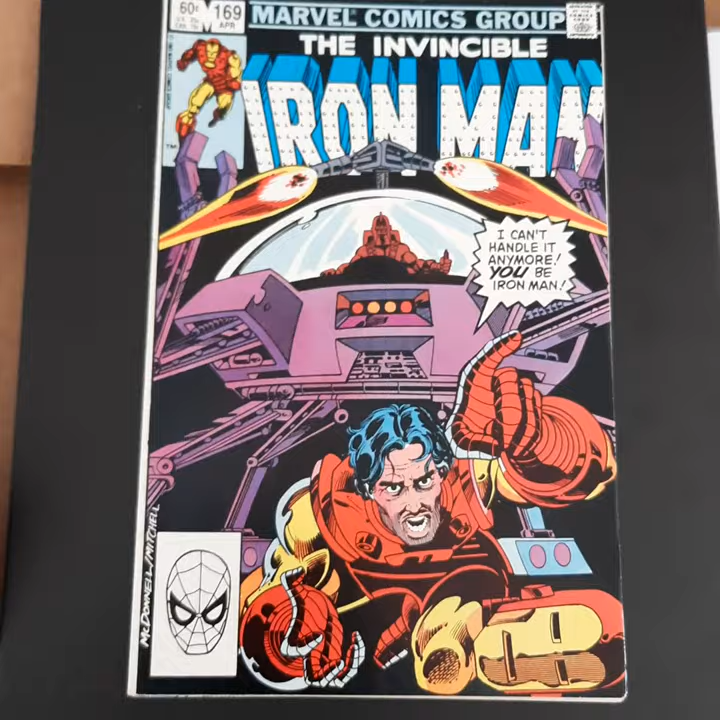 60¢
169
APR
MARVEL COMICS GROUP
THE INVINCIBLE
IRON MAN
TM
I CAN'T
HANDLE IT
ANYMORE!
YOU BE
IRON MAN!
McDONNELL/MITCHELL